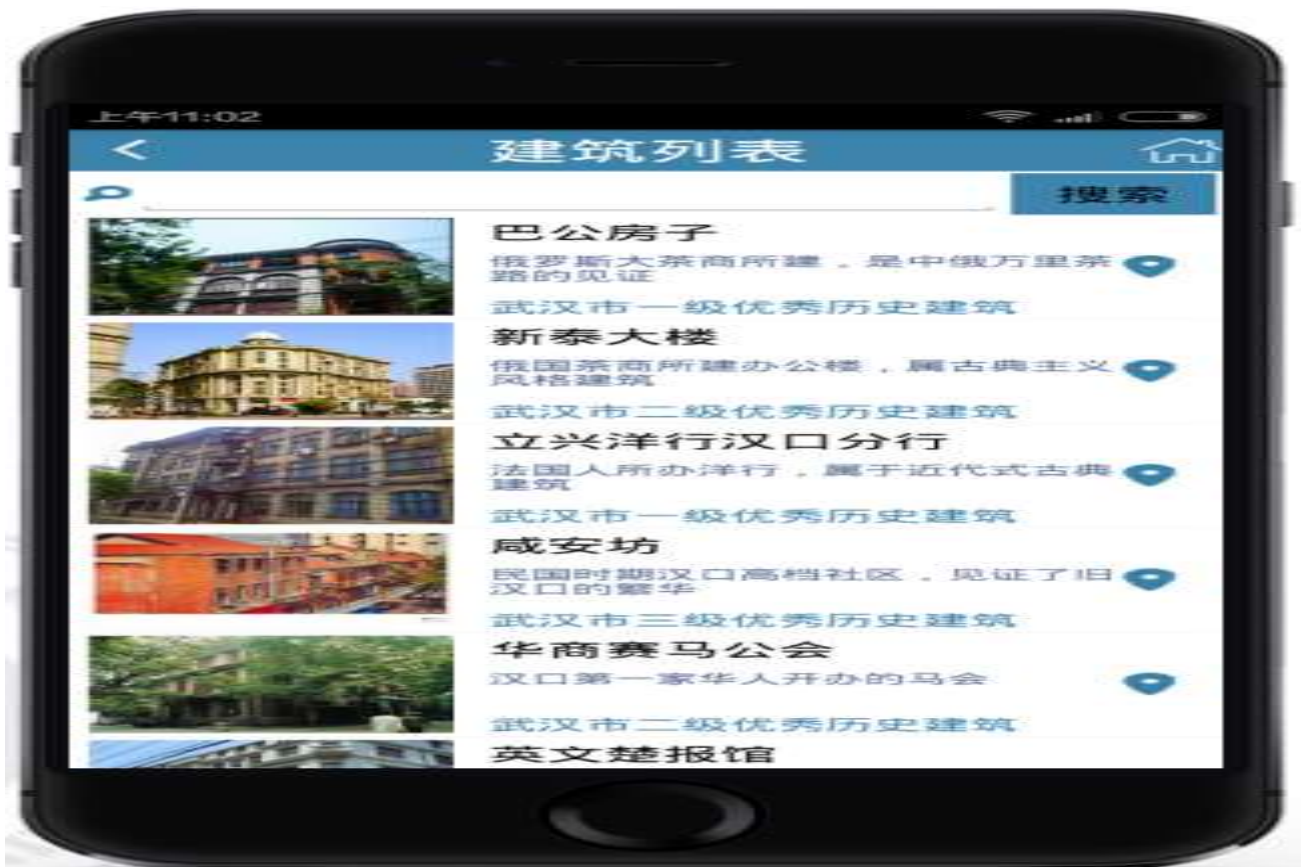 上午11:02
建筑列表
搜索
巴公房子
俄罗斯大茶商所建，是中俄万里茶
路的见证
武汉市一级优秀历史建筑
新泰大楼
俄国茶商所建办公楼，属古典主义
风格建筑
武汉市二级优秀历史建筑
立兴洋行汉口分行
法国人所办洋行，属于近代式古典
建筑
武汉市一级优秀历史建筑
咸安坊
民国时期汉口高档社区，见证了旧
汉口的繁华
武汉市三级优秀历史建筑
华商赛马公会
汉口第一家华人开办的马会
武汉市二级优秀历史建筑
英文楚报馆